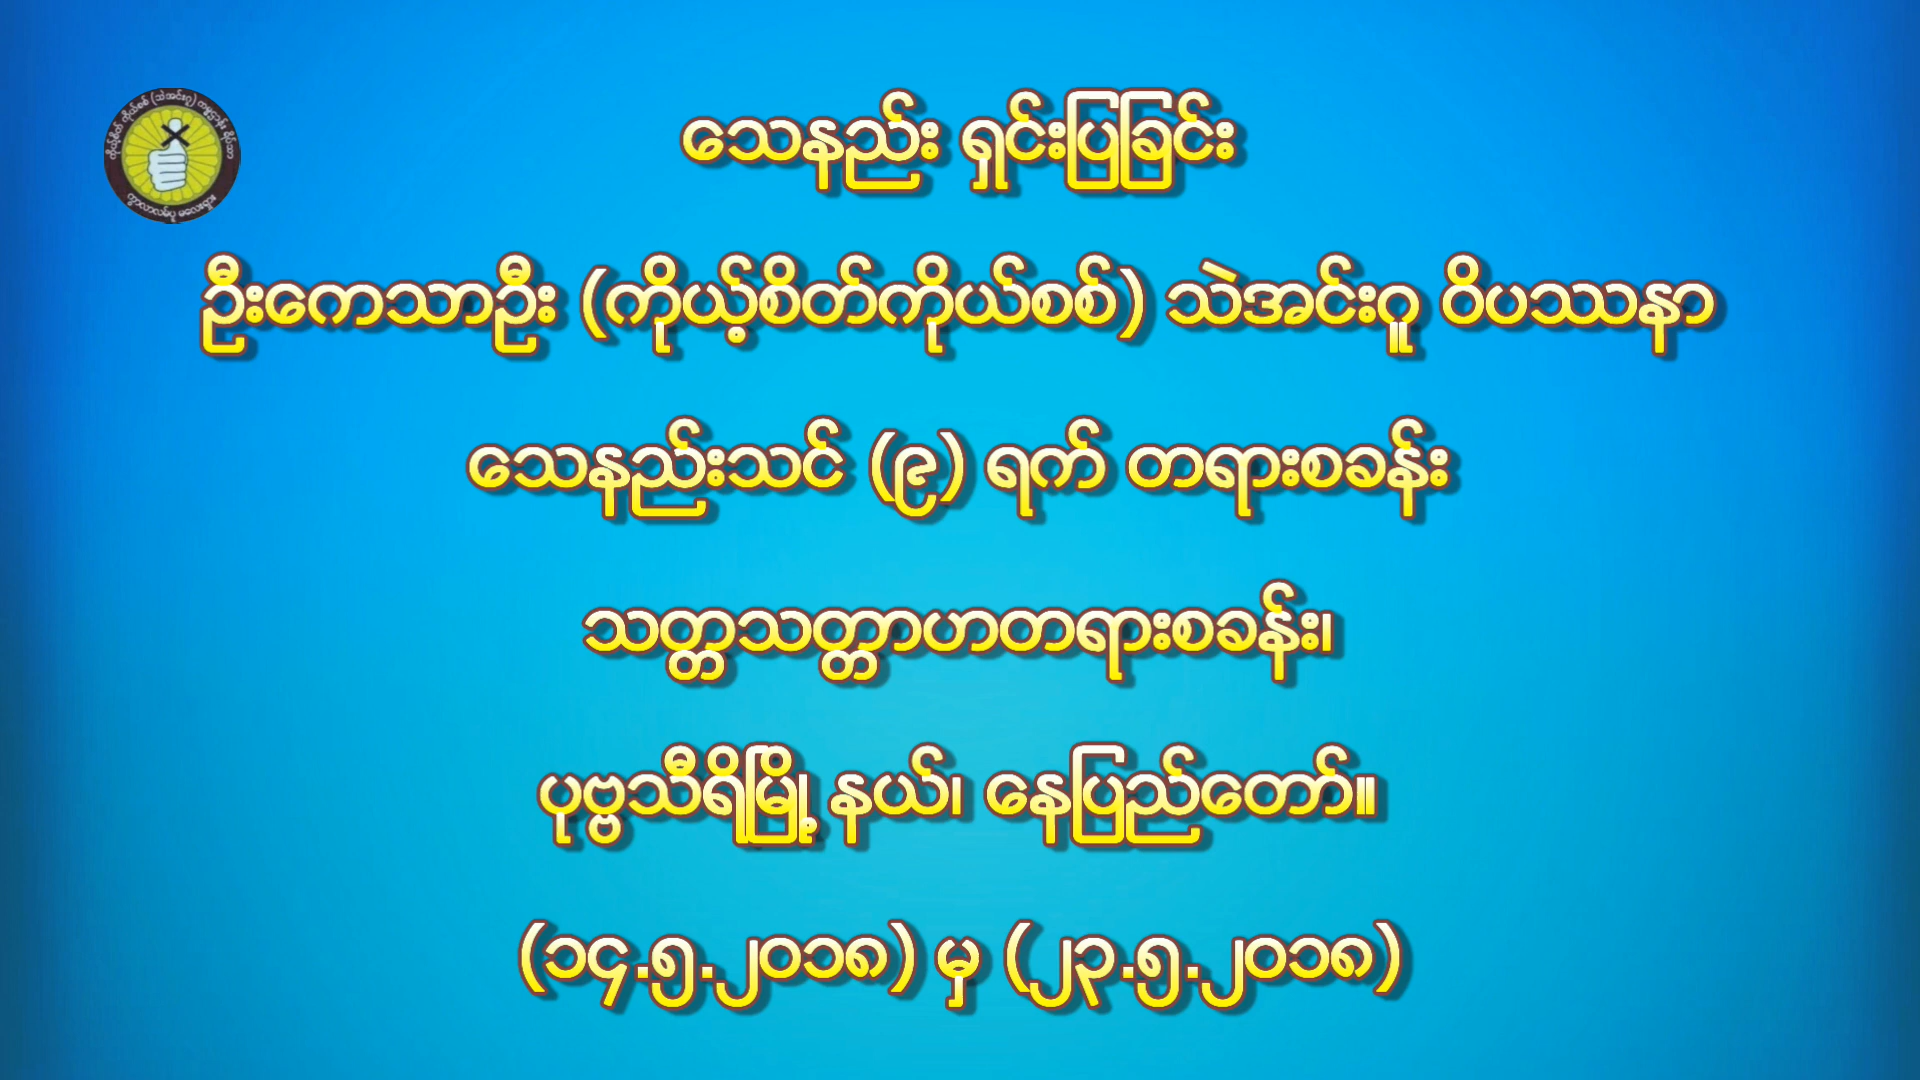 သေနည်း ရှင်းပြခြင်း
ဦးကေသာဦး (ကိုယ့်စိတ်ကိုယ်စစ်) သဲအင်းဂူ ဝိပဿနာ
သေနည်းသင် (၉) ရက် တရားစခန်း
သတ္တသတ္တာဟတရားစခန်း၊
ပုဗ္ဗသီရိမြို့ နယ်၊ နေပြည်တော်။
(၁၄.၅.၂၀၁၈) မှ (၂၃.၅.၂၀၁၈)